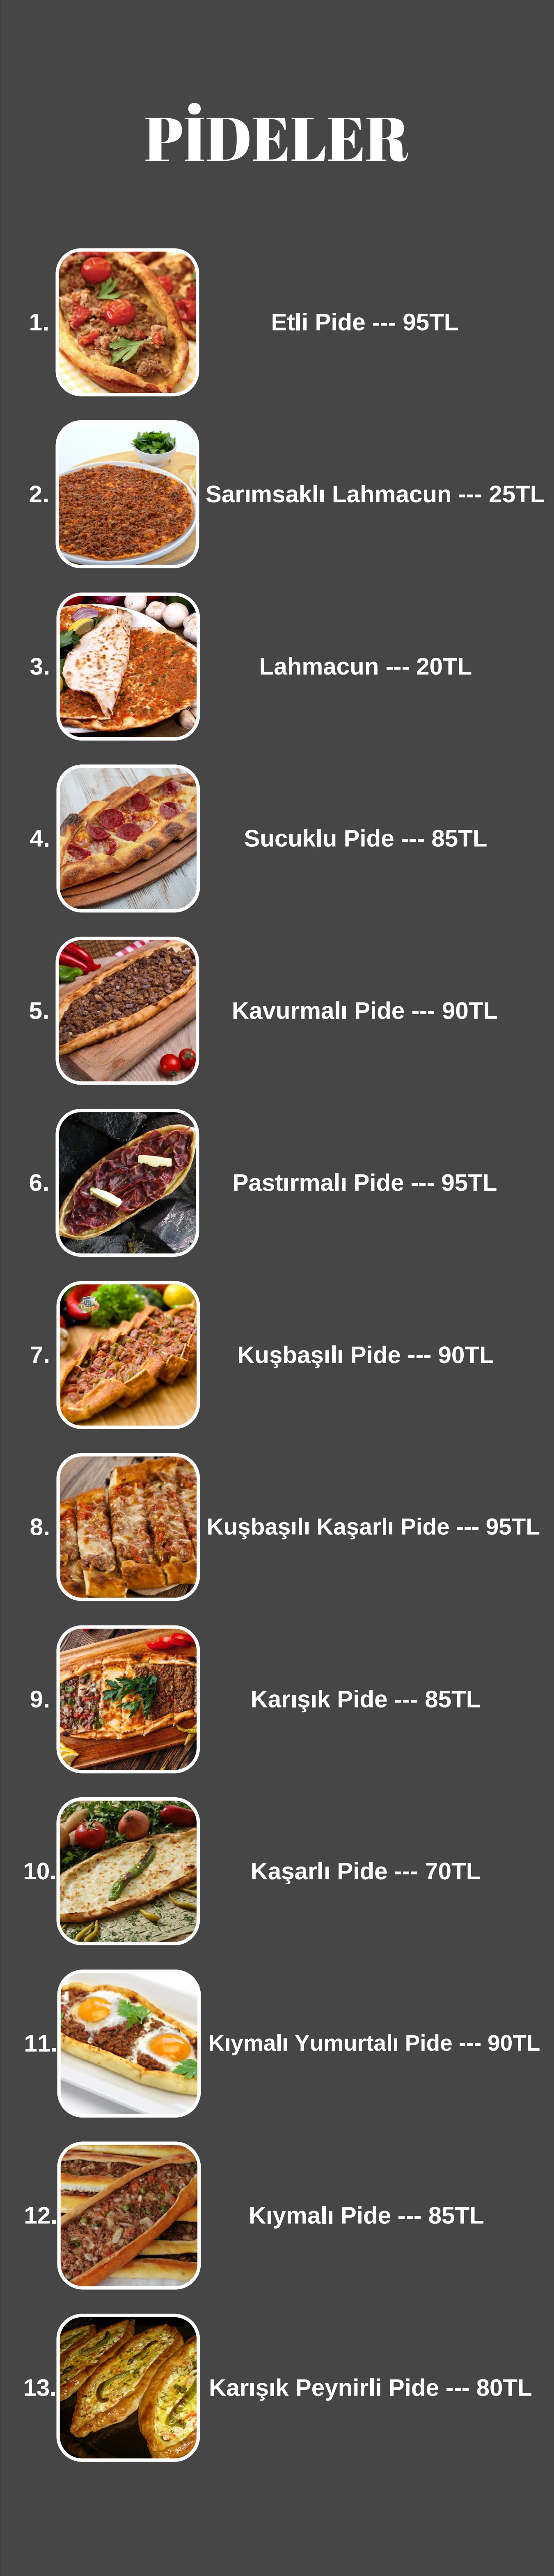 PİDELER
1. Etli Pide --- 95TL
2. Sarımsaklı Lahmacun --- 25TL
3. Lahmacun --- 20TL
4. Sucuklu Pide --- 85TL
5. Kavurmalı Pide --- 90TL
6. Pastırmalı Pide --- 95TL
7. Kuşbaşılı Pide --- 90TL
8. Kuşbaşılı Kaşarlı Pide --- 95TL
9. Karışık Pide --- 85TL
10. Kaşarlı Pide --- 70TL
11. Kıymalı Yumurtalı Pide --- 90TL
12. Kıymalı Pide --- 85TL
13. Karışık Peynirli Pide --- 80TL